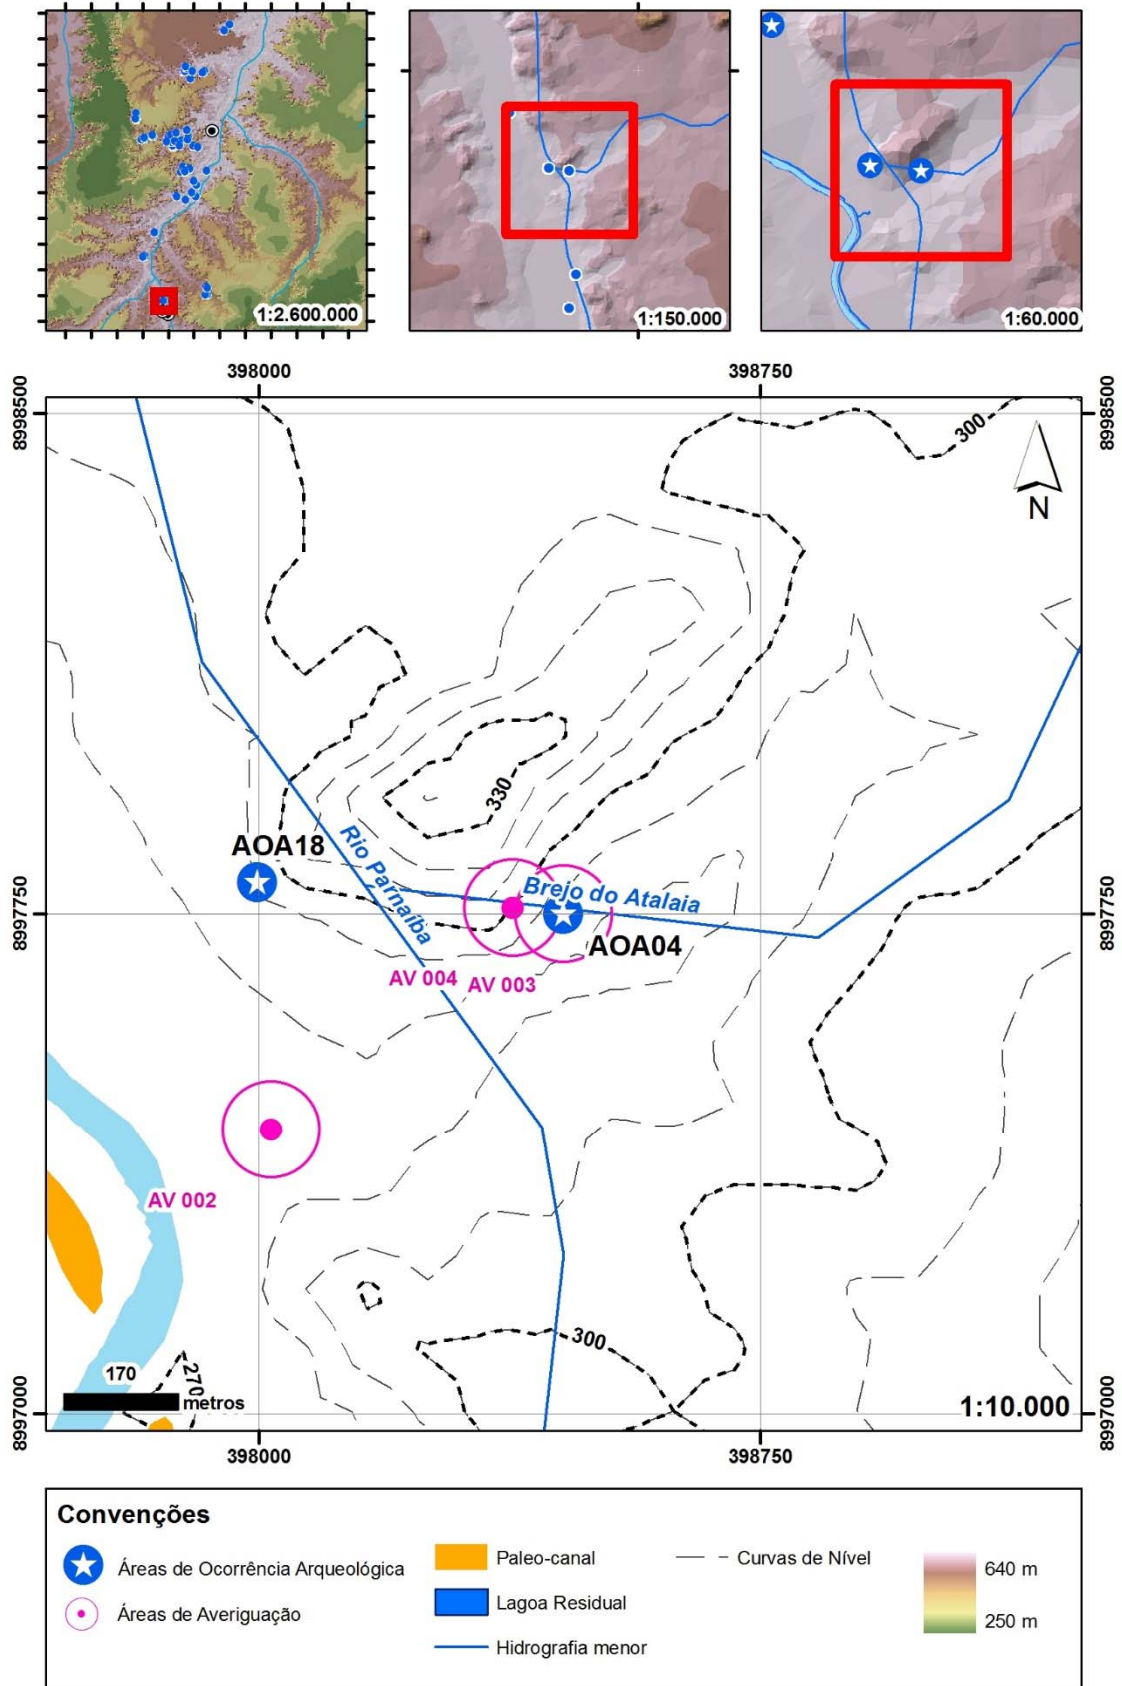 1:2.600.000
1:150.000
1:60.000
398000
398750
8998500
8998500
300
N
330
AOA18
Rio Parnaíba
Brejo do Atalaia
8997750
8997750
AOA04
AV 004
AV 003
AV 002
300
270
170
metros
1:10.000
8997000
8997000
398000
398750
Convenções
Áreas de Ocorrência Arqueológica
Áreas de Averiguação
Paleo-canal
Lagoa Residual
Hidrografia menor
Curvas de Nível
640 m
250 m